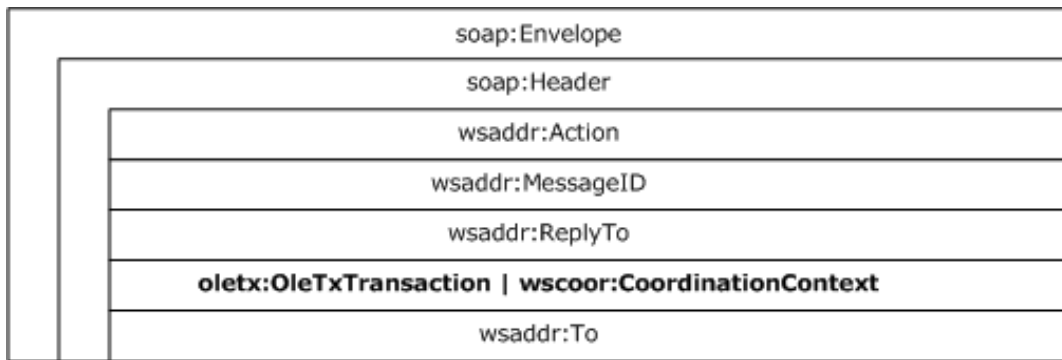 soap:Envelope
soap:Header
wsaddr:Action
wsaddr:MessageID
wsaddr:ReplyTo
oletx:OleTxTransaction | wscoor:CoordinationContext
wsaddr:To